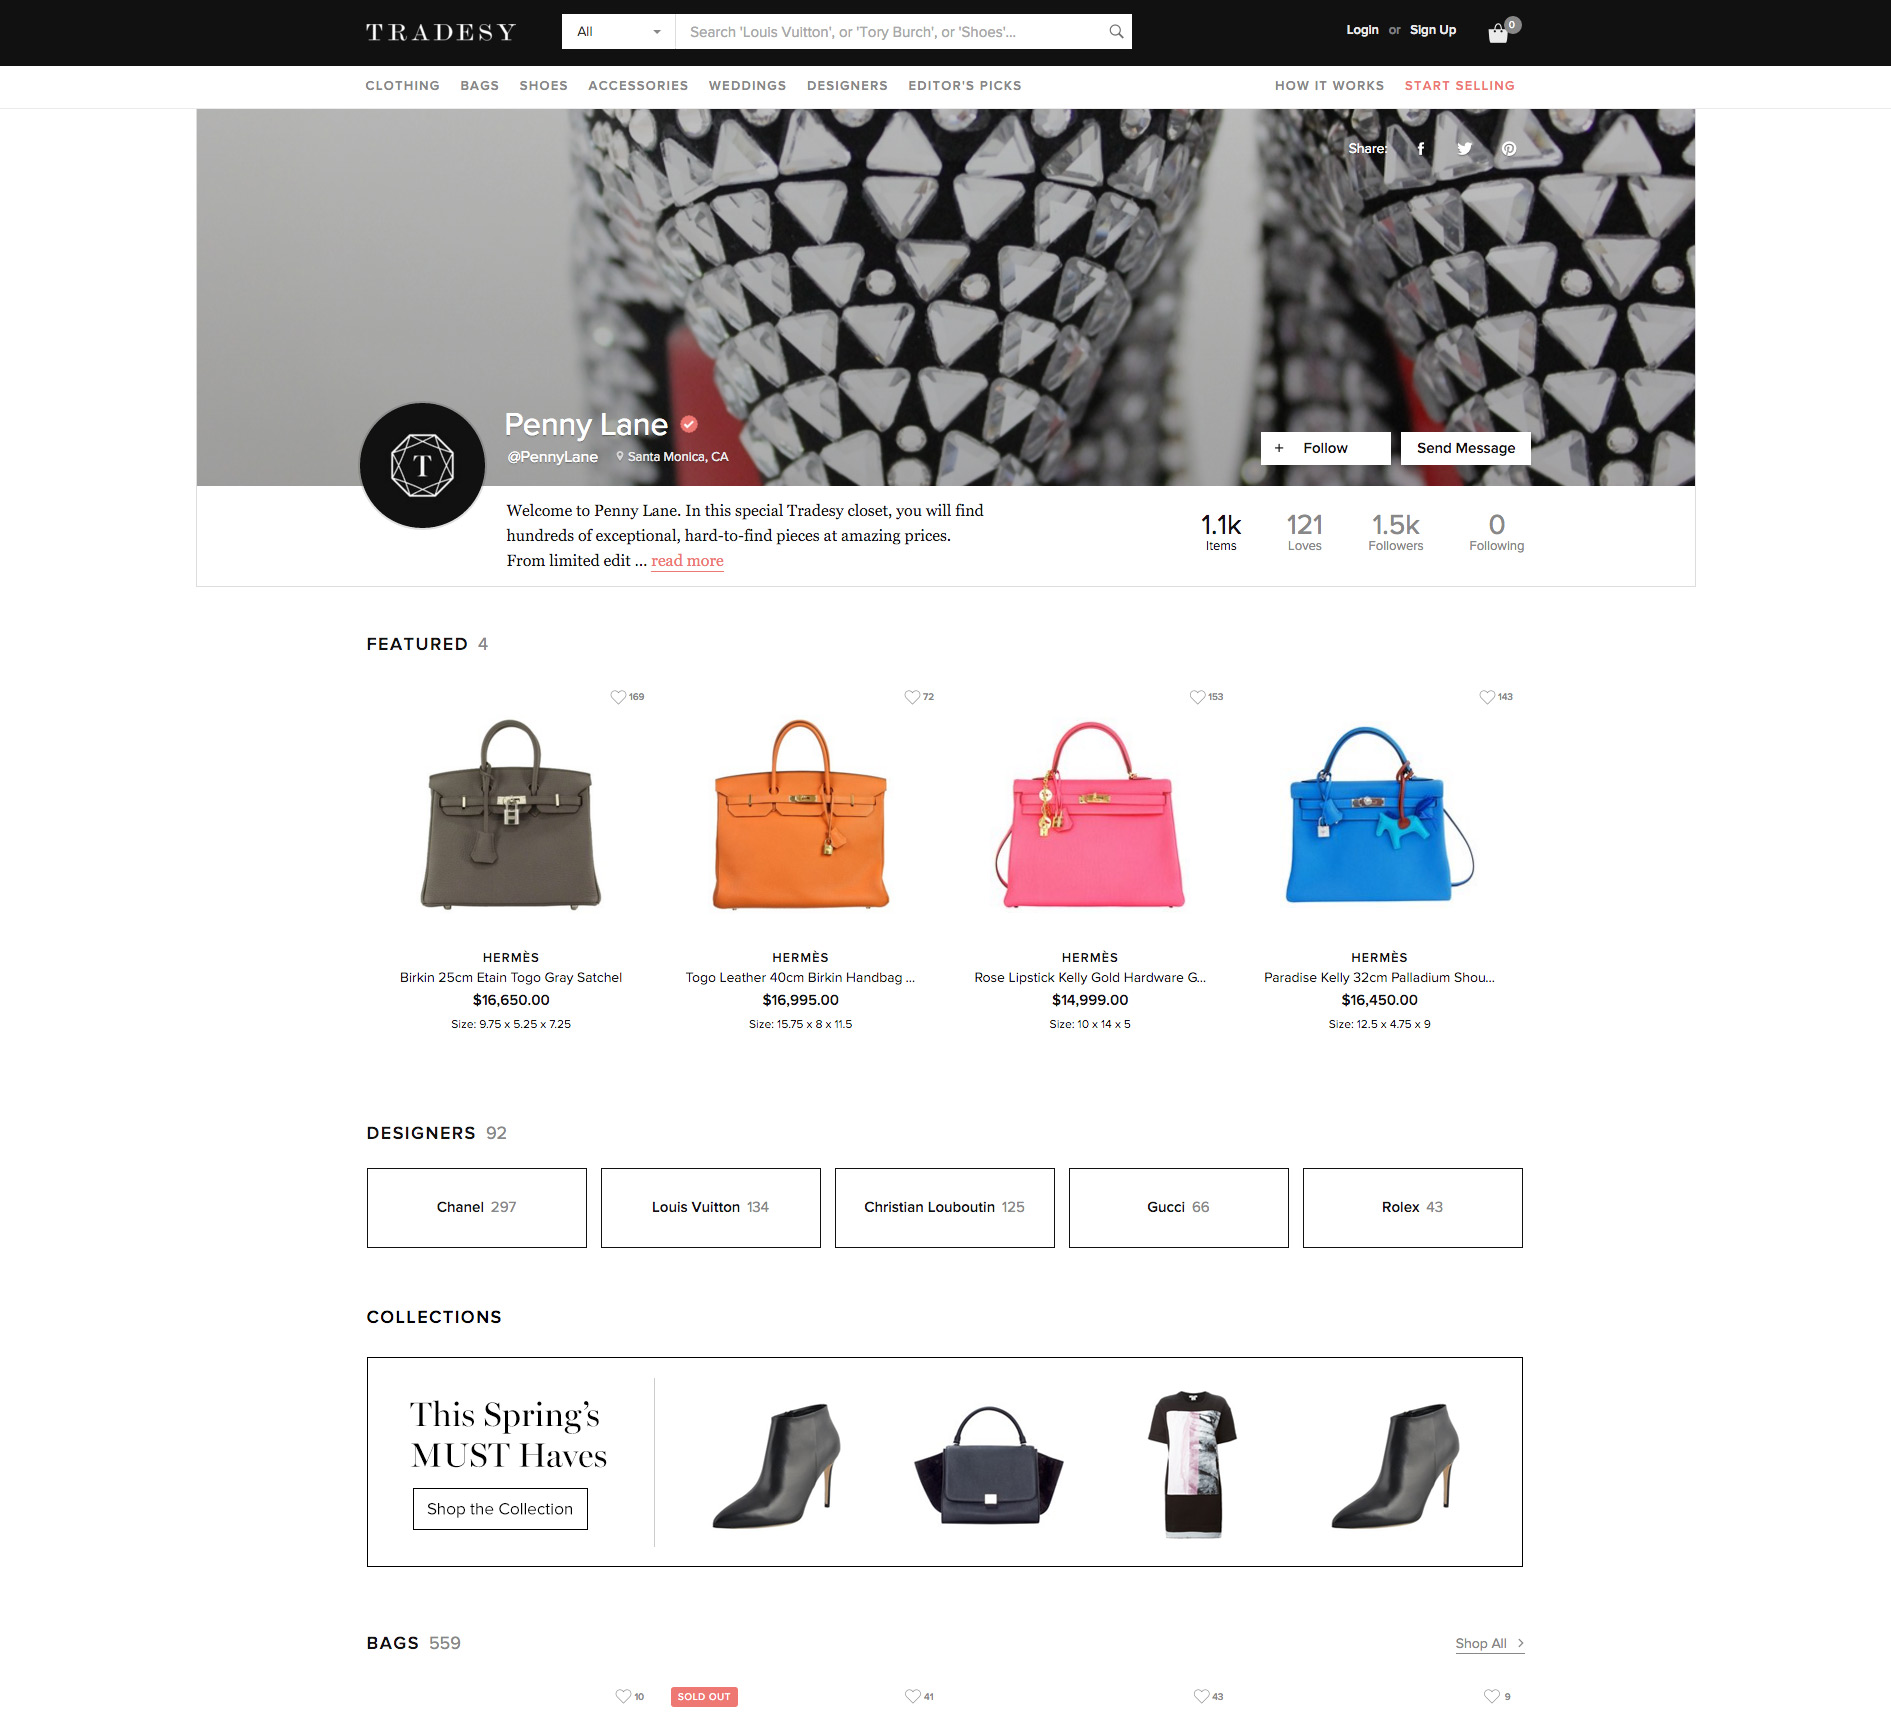 TRADESY
All
Search 'Louis Vuitton', or 'Tory Burch', or 'Shoes'...
Login or Sign Up
0
CLOTHING BAGS SHOES ACCESSORIES WEDDINGS DESIGNERS EDITOR'S PICKS HOW IT WORKS START SELLING
Share:
Penny Lane
@PennyLane Santa Monica, CA
+ Follow
Send Message
T
Welcome to Penny Lane. In this special Tradesy closet, you will find
hundreds of exceptional, hard-to-find pieces at amazing prices.
From limited edit ... read more
1.1k
Items
121
Loves
1.5k
Followers
0
Following
FEATURED 4
169
72
153
143
HERMÈS
Birkin 25cm Etain Togo Gray Satchel
$16,650.00
Size: 9.75 x 5.25 x 7.25
HERMÈS
Togo Leather 40cm Birkin Handbag ...
$16,995.00
Size: 15.75 x 8 x 11.5
HERMÈS
Rose Lipstick Kelly Gold Hardware G...
$14,999.00
Size: 10 x 14 x 5
HERMÈS
Paradise Kelly 32cm Palladium Shou...
$16,450.00
Size: 12.5 x 4.75 x 9
DESIGNERS 92
Chanel 297
Louis Vuitton 134
Christian Louboutin 125
Gucci 66
Rolex 43
COLLECTIONS
This Spring's
MUST Haves
Shop the Collection
BAGS 559
Shop All >
10
SOLD OUT
41
43
9